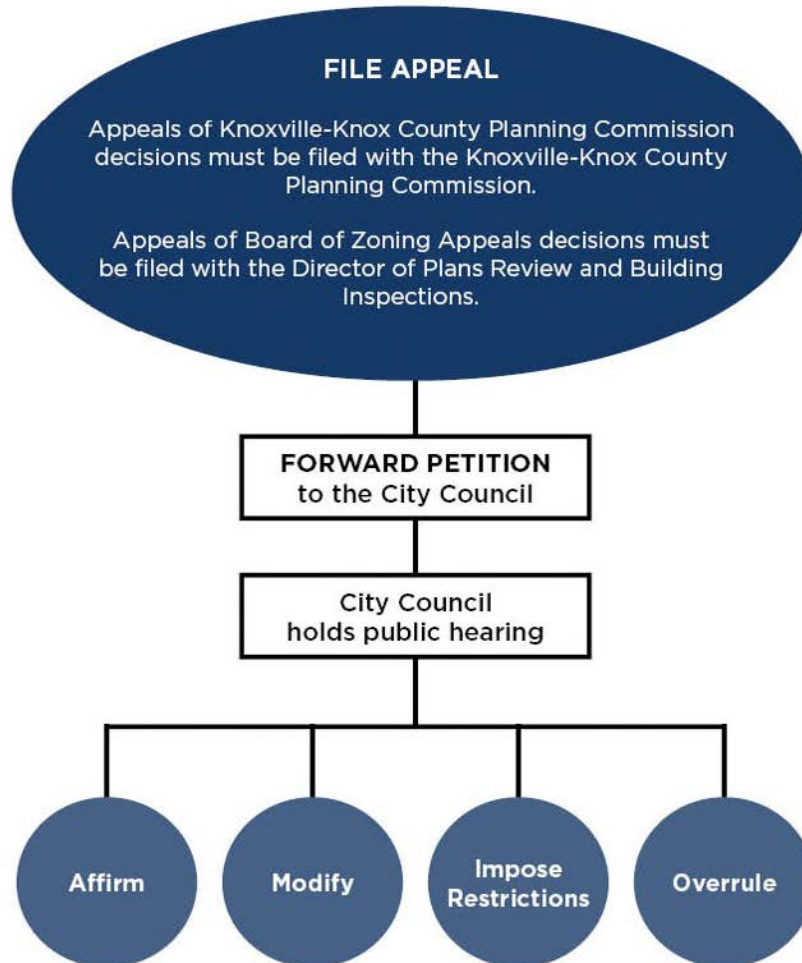 FILE APPEAL
Appeals of Knoxville-Knox County Planning Commission
decisions must be filed with the Knoxville-Knox County
Planning Commission.
Appeals of Board of Zoning Appeals decisions must
be filed with the Director of Plans Review and Building
Inspections.
FORWARD PETITION
to the City Council
City Council
holds public hearing
Affirm
Modify
Impose
Restrictions
Overrule